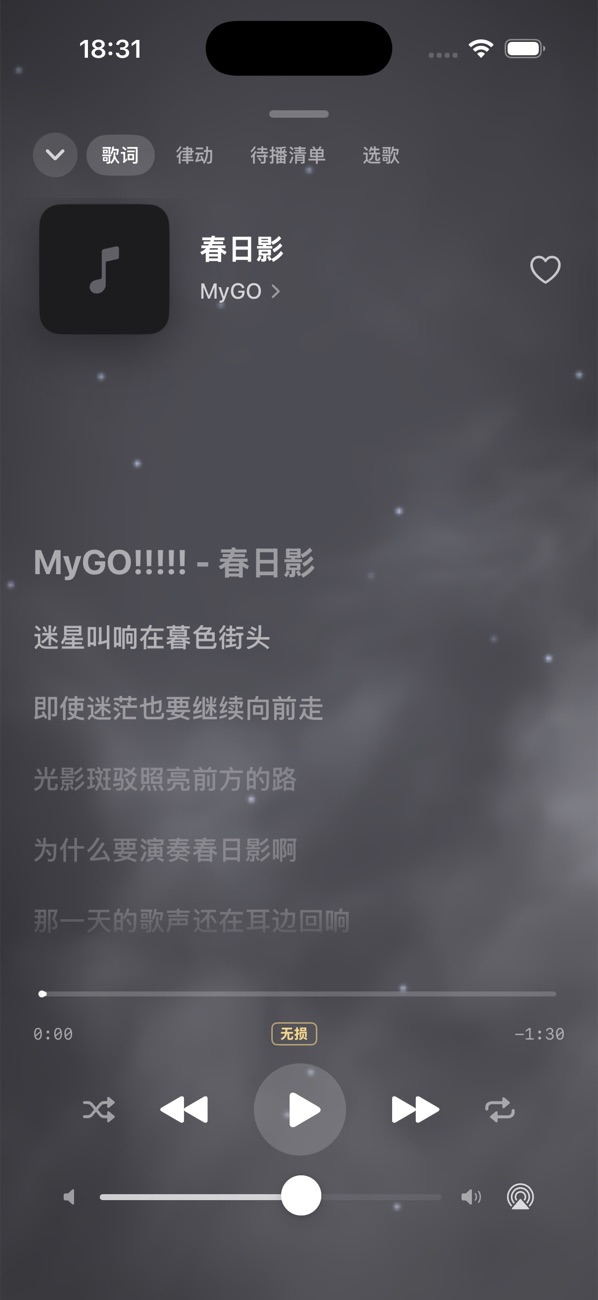 18:31
歌词 律动 待播清单 选歌
春日影
MyGO
MyGO!!!!! - 春日影
迷星叫响在暮色街头
即使迷茫也要继续向前走
光影斑驳照亮前方的路
为什么要演奏春日影啊
那一天的歌声还在耳边回响
0:00 无损 −1:30